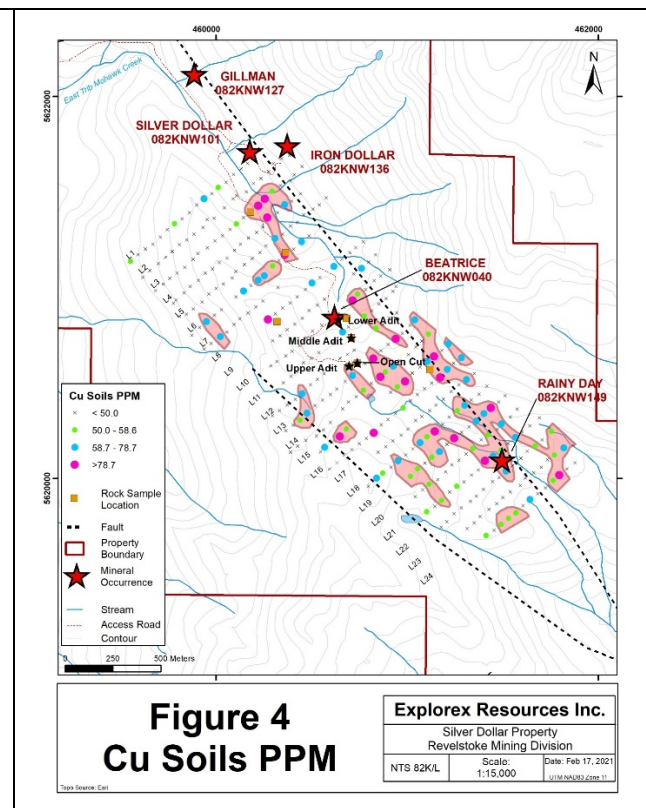 460000
462000
N
5622000
5620000
East Trib Mohawk Creek
GILLMAN
082KNW127
SILVER DOLLAR
082KNW101
IRON DOLLAR
082KNW136
BEATRICE
082KNW040
Lower Adit
Middle Adit
Upper Adit
Open Cut
RAINY DAY
082KNW149
L1
L2
L3
L4
L5
L6
L7
L8
L9
L10
L11
L12
L13
L14
L15
L16
L17
L18
L19
L20
L21
L22
L23
L24
Cu Soils PPM
< 50.0
50.0 - 58.6
58.7 - 78.7
>78.7
Rock Sample
Location
Fault
Property
Boundary
Mineral
Occurrence
Stream
Access Road
Contour
0 250 500 Meters
Figure 4
Cu Soils PPM
Explorex Resources Inc.
Silver Dollar Property
Revelstoke Mining Division
NTS 82K/L
Scale:
1:15,000
Date: Feb 17, 2021
UTM NAD83 Zone 11
Topo Source: Esri